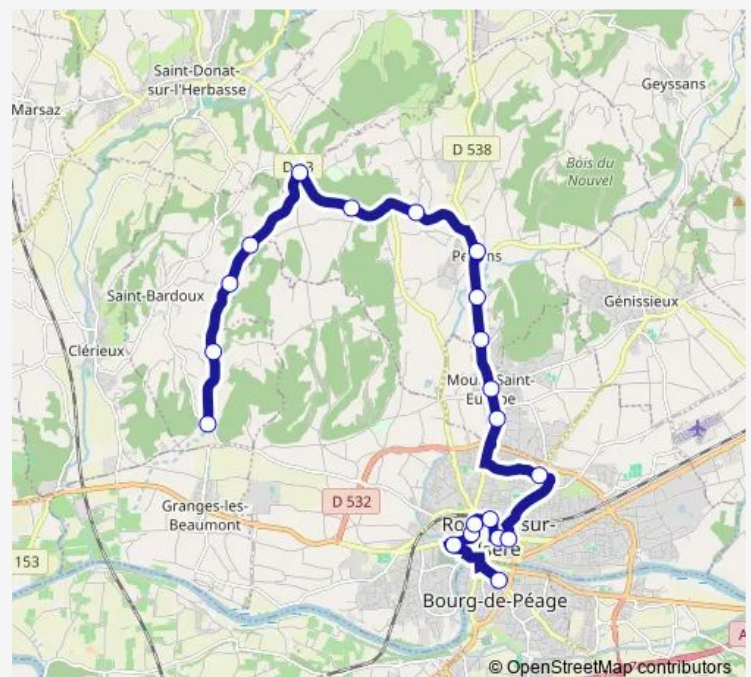 Saint-Donat-
sur-l'Herbasse
Geyssans
Marsaz
D 538
Bois du
Nouvel
Saint-Bardoux
Génissieux
Clérieux
D 532
Granges-les-
Beaumont
153
Bourg-de-Péage
A
© OpenStreetMap contributors